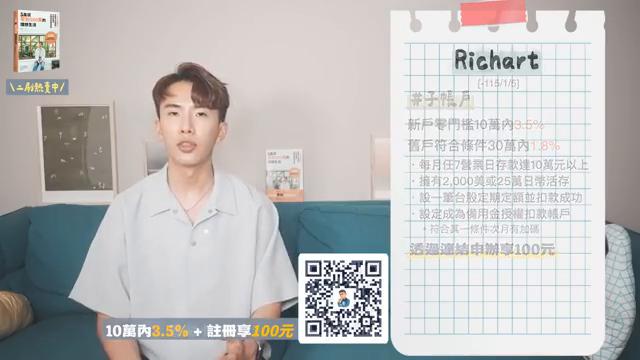 二刷熱賣中
Richart
[-115/1/5]
#子帳戶
新戶零門檻10萬內3.5%
舊戶符合條件30萬內1.8%
· 每月任7營業日存款達10萬元以上
· 擁有2,000美或25萬日幣活存
· 設一筆台股定期定額並扣款成功
· 設定成為備用金授權扣款帳戶
* 符合其一條件次月有加碼
透過連結申辦享100元
10萬內3.5% + 註冊享100元